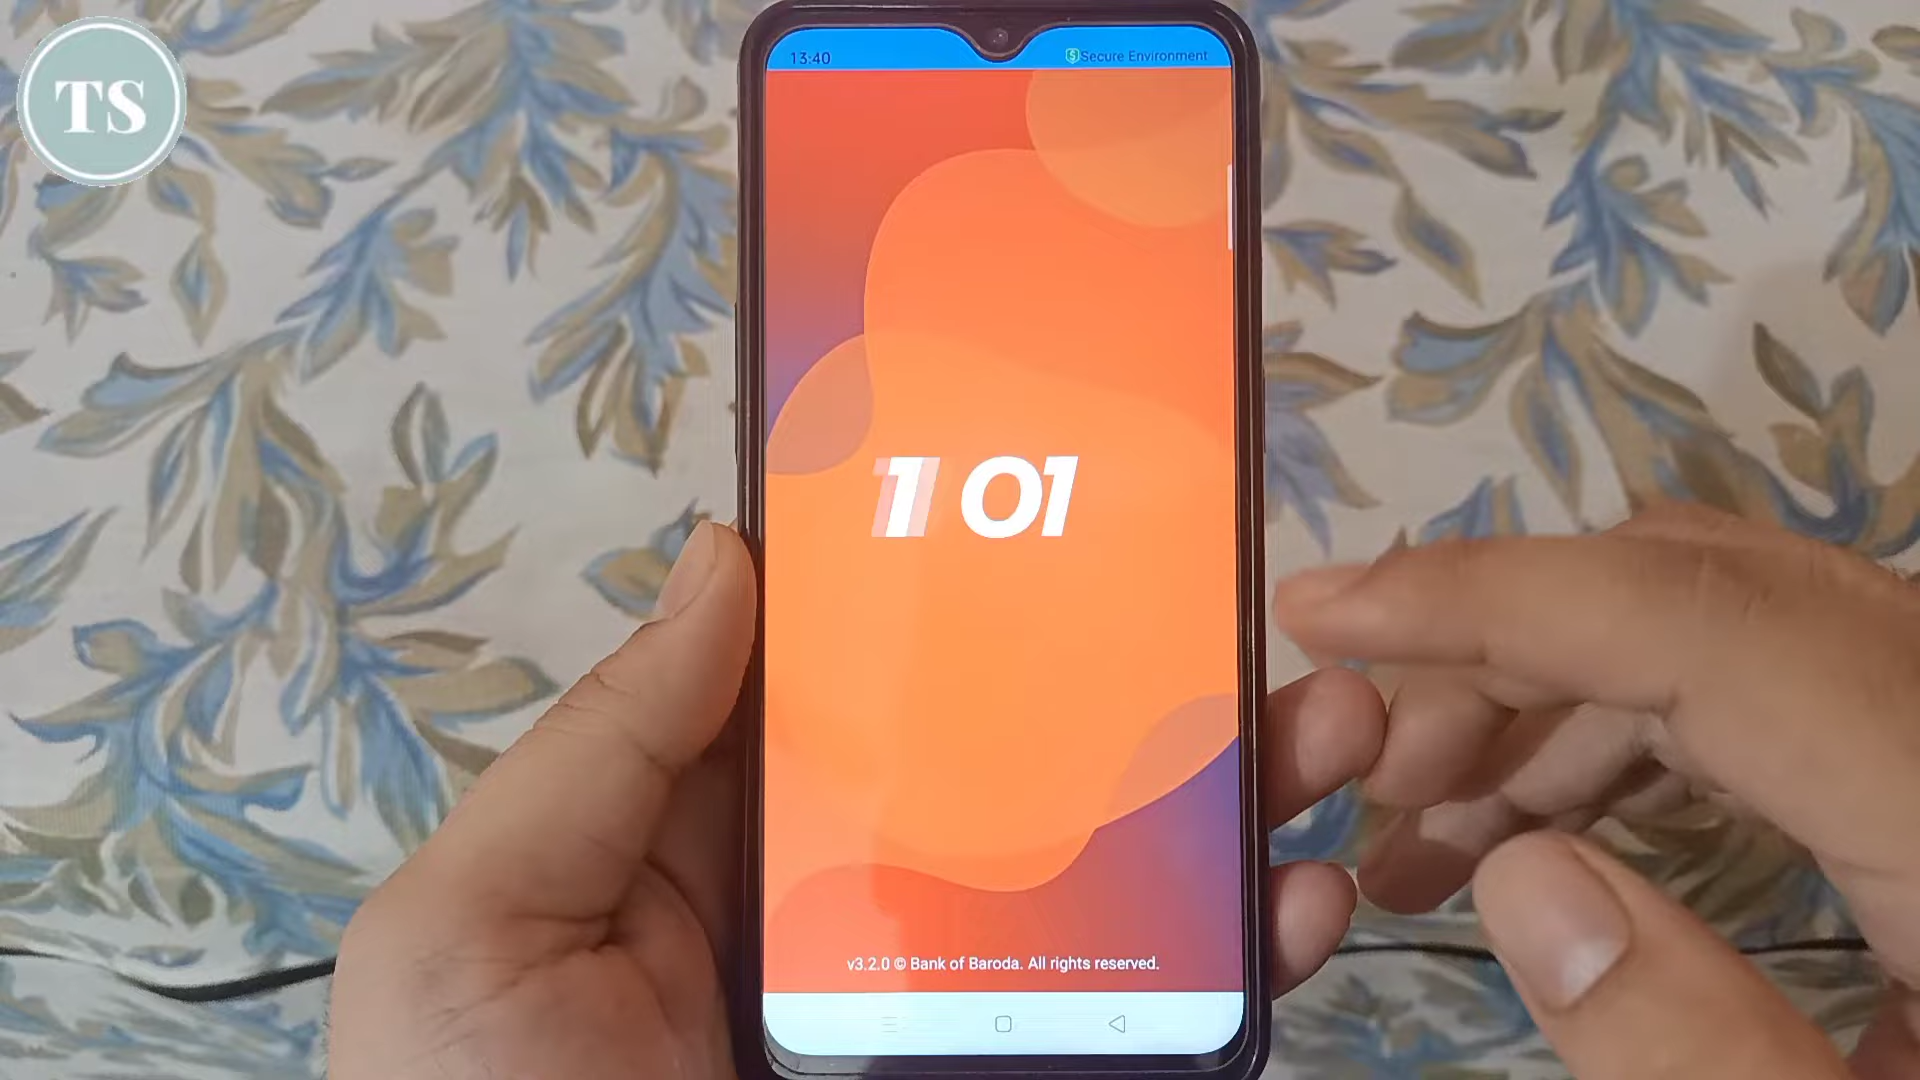 TS
13:40
Secure Environment
1 01
v3.2.0 © Bank of Baroda. All rights reserved.